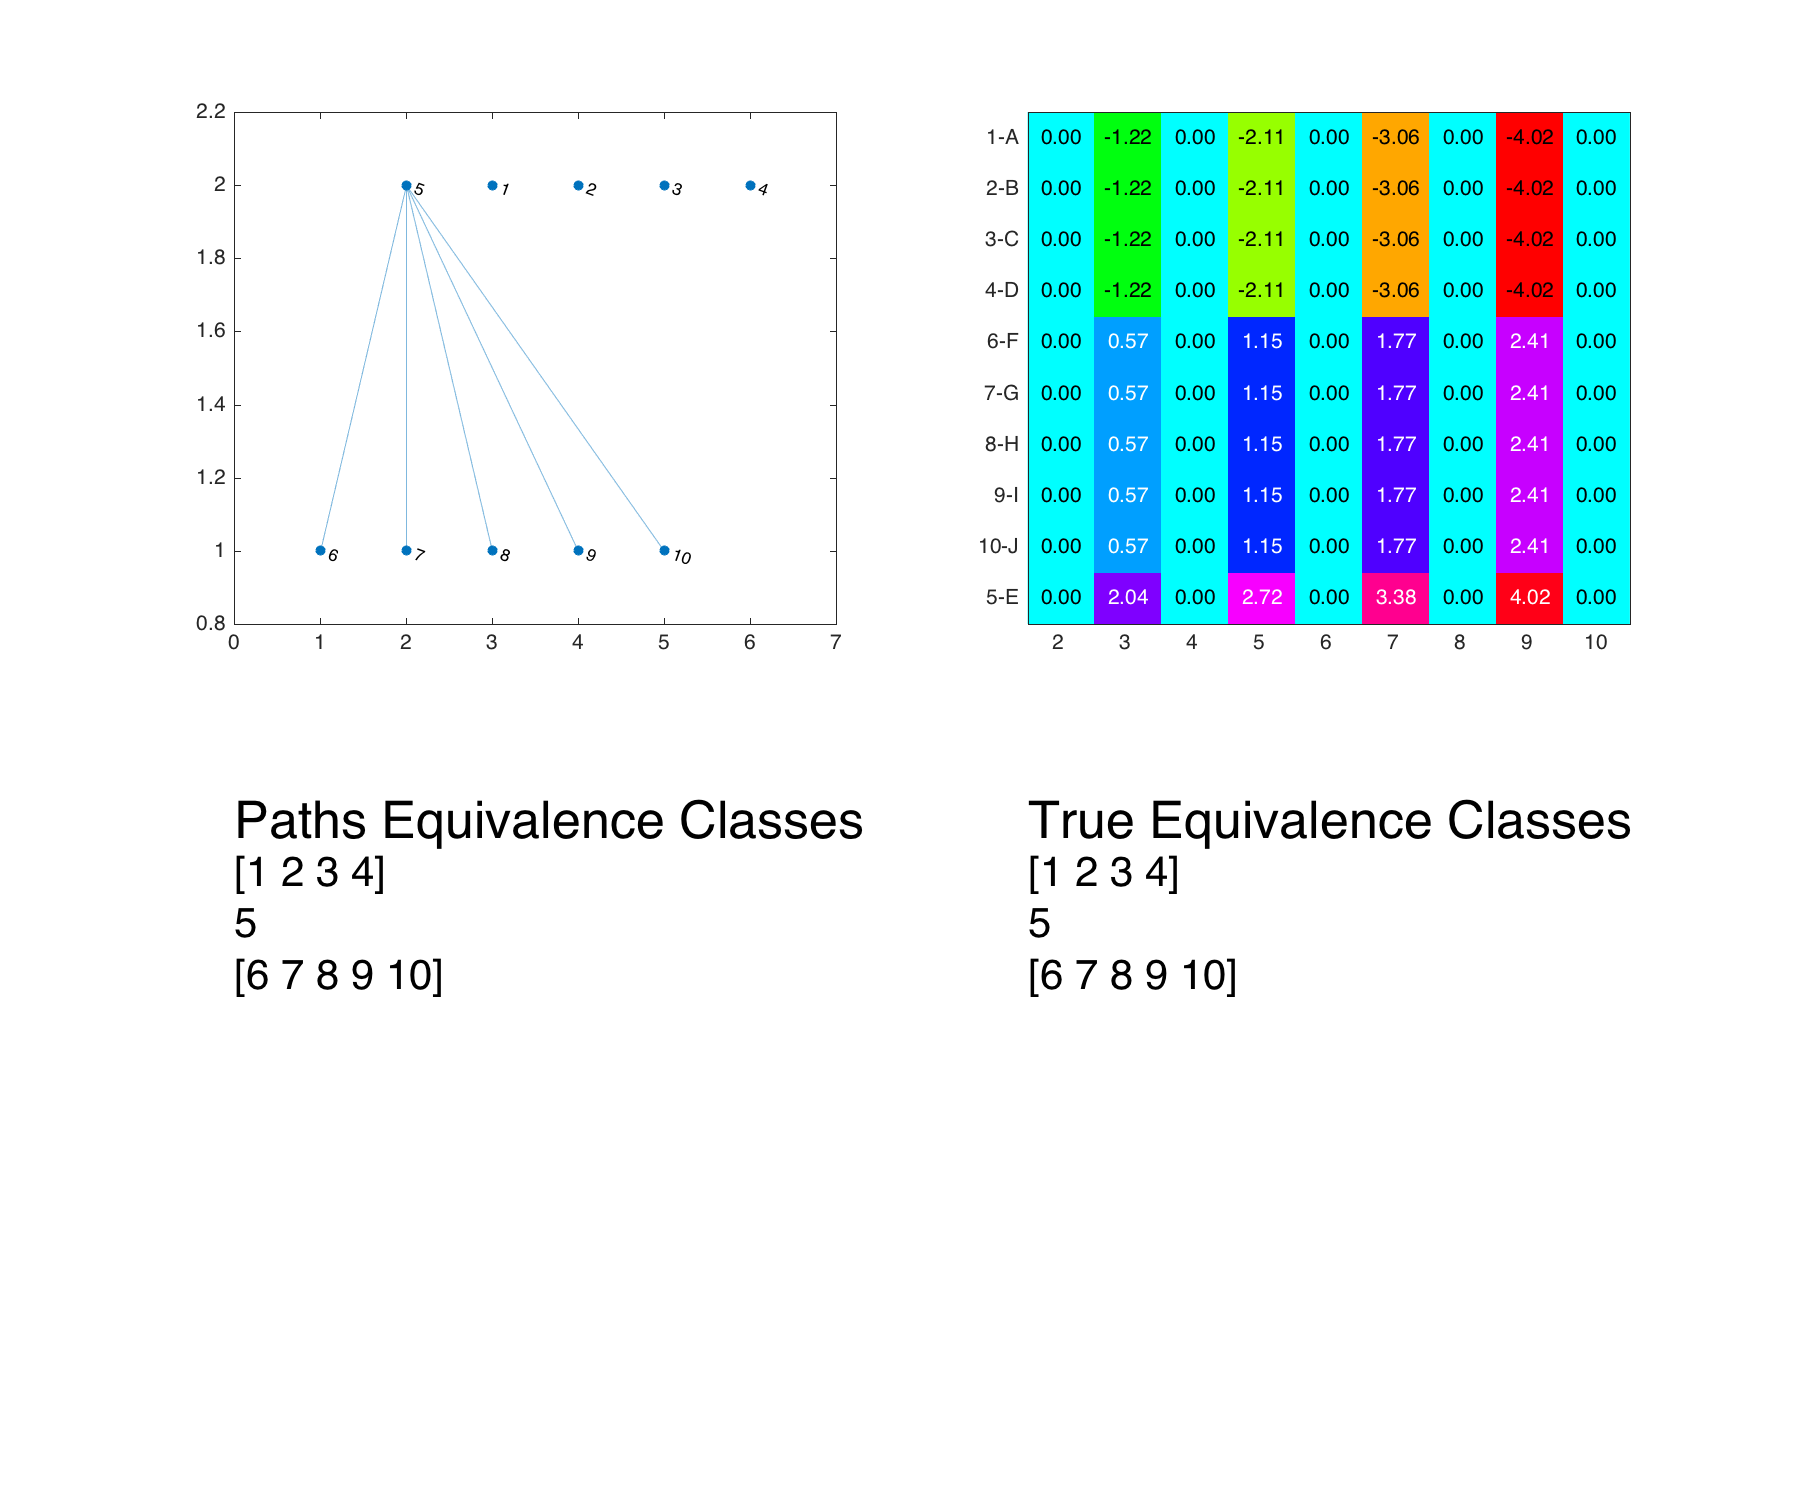 2.2
2
1.8
1.6
1.4
1.2
1
0.8
0 1 2 3 4 5 6 7
5 1 2 3 4
6 7 8 9 10
1-A 0.00 -1.22 0.00 -2.11 0.00 -3.06 0.00 -4.02 0.00
2-B 0.00 -1.22 0.00 -2.11 0.00 -3.06 0.00 -4.02 0.00
3-C 0.00 -1.22 0.00 -2.11 0.00 -3.06 0.00 -4.02 0.00
4-D 0.00 -1.22 0.00 -2.11 0.00 -3.06 0.00 -4.02 0.00
6-F 0.00 0.57 0.00 1.15 0.00 1.77 0.00 2.41 0.00
7-G 0.00 0.57 0.00 1.15 0.00 1.77 0.00 2.41 0.00
8-H 0.00 0.57 0.00 1.15 0.00 1.77 0.00 2.41 0.00
9-I 0.00 0.57 0.00 1.15 0.00 1.77 0.00 2.41 0.00
10-J 0.00 0.57 0.00 1.15 0.00 1.77 0.00 2.41 0.00
5-E 0.00 2.04 0.00 2.72 0.00 3.38 0.00 4.02 0.00
2 3 4 5 6 7 8 9 10
Paths Equivalence Classes
[1 2 3 4]
5
[6 7 8 9 10]
True Equivalence Classes
[1 2 3 4]
5
[6 7 8 9 10]